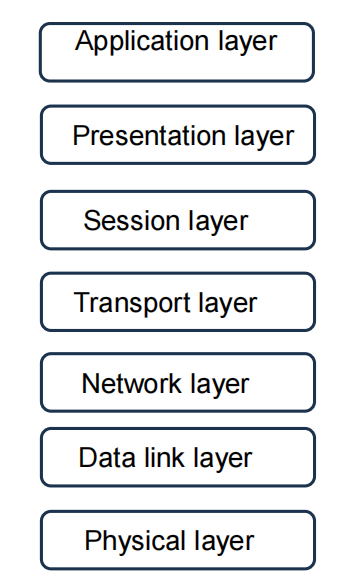 Application layer
Presentation layer
Session layer
Transport layer
Network layer
Data link layer
Physical layer